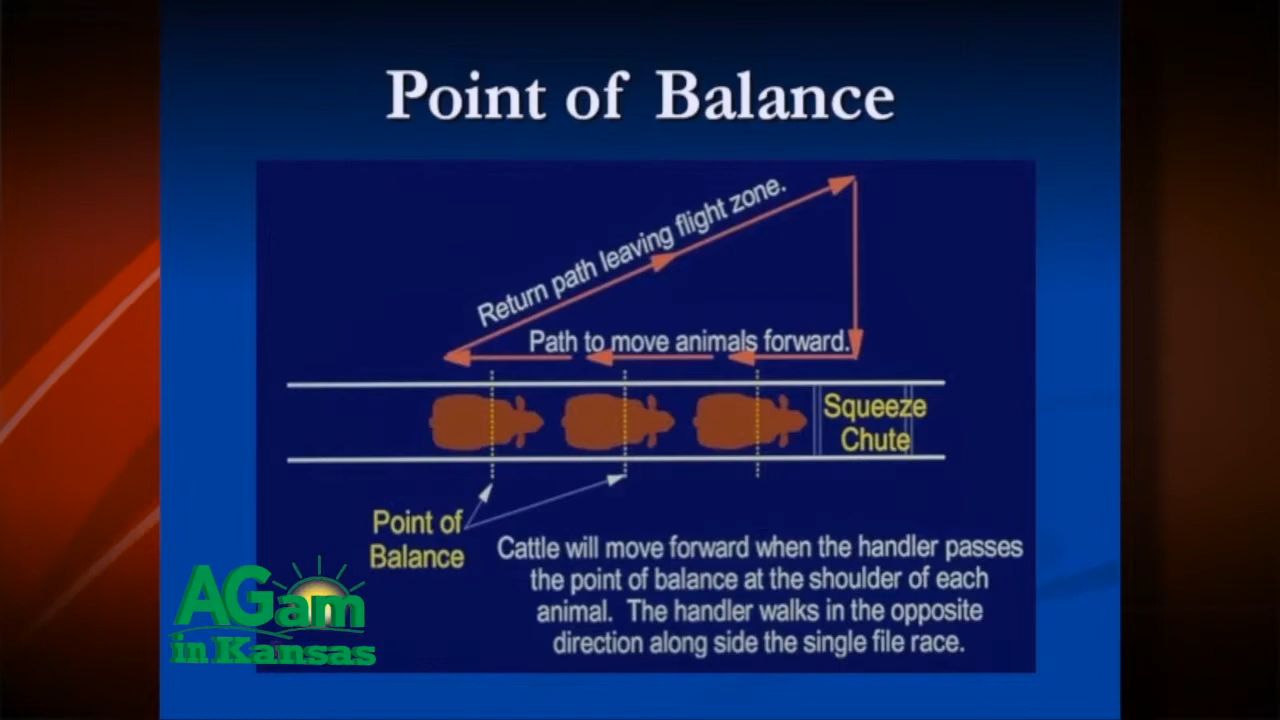 Point of Balance
Return path leaving flight zone.
Path to move animals forward.
Squeeze
Chute
Point of
Balance
Cattle will move forward when the handler passes
the point of balance at the shoulder of each
animal. The handler walks in the opposite
direction along side the single file race.
AGam
in Kansas